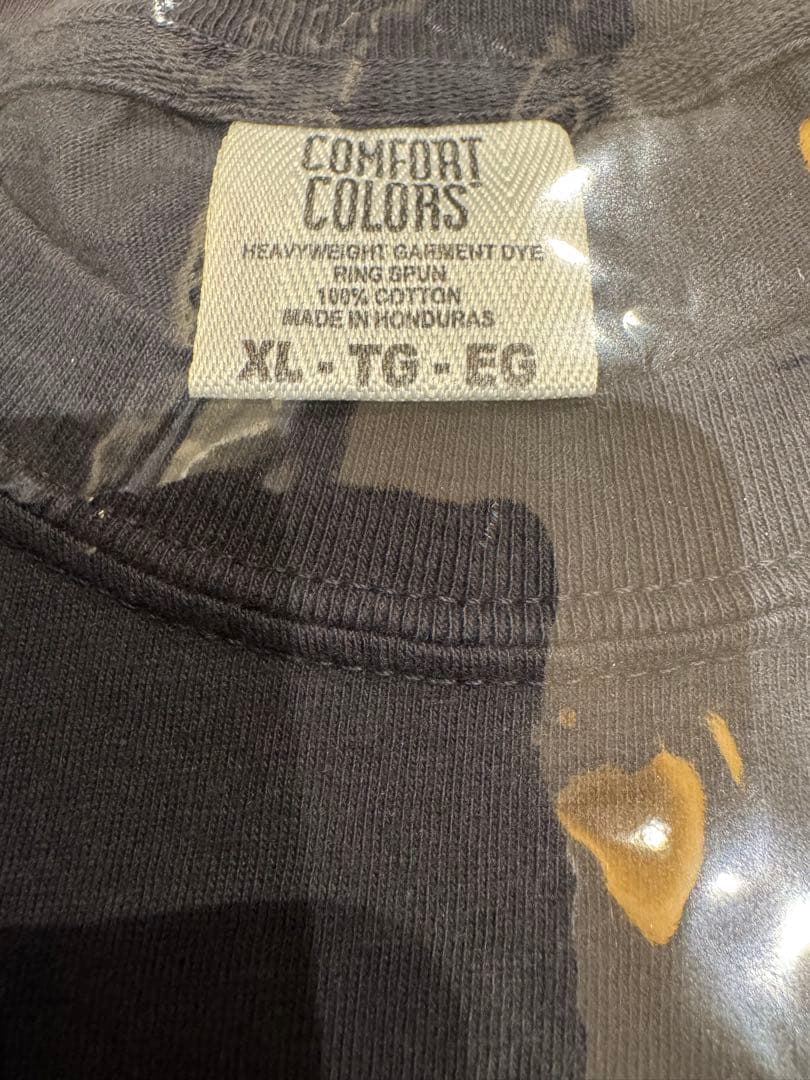 COMFORT
COLORS
HEAVYWEIGHT GARMENT DYE
RING SPUN
100% COTTON
MADE IN HONDURAS
XL - TG - EG